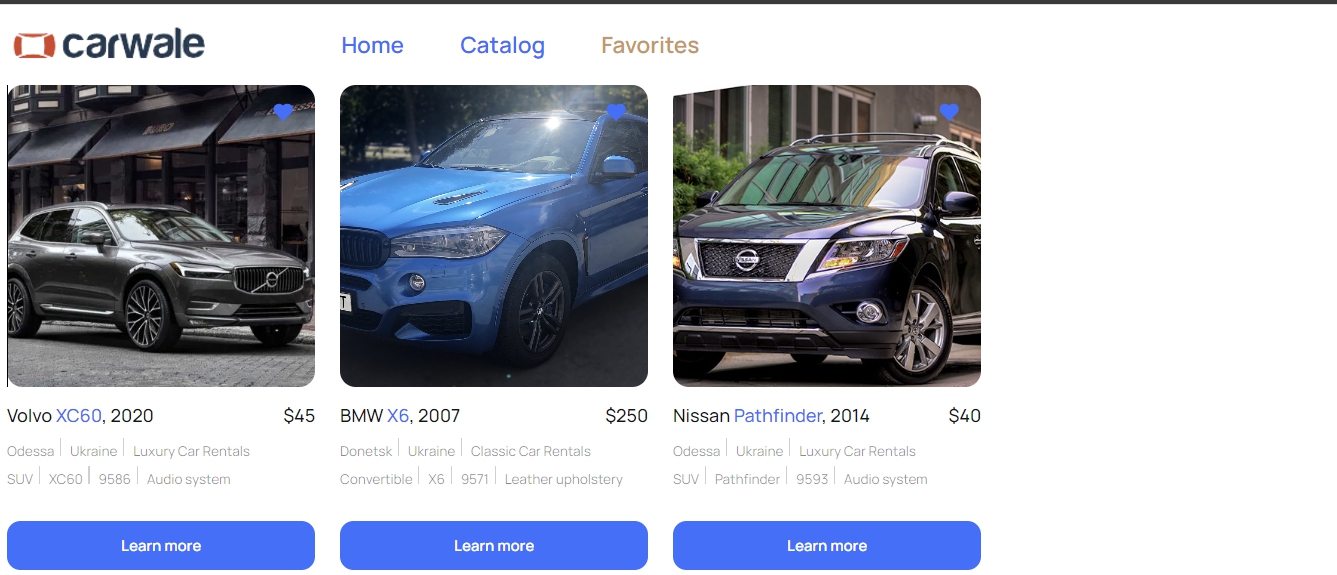 carwale
Home Catalog Favorites
NISSAN
Volvo XC60, 2020 $45
Odessa Ukraine Luxury Car Rentals
SUV XC60 9586 Audio system
Learn more
BMW X6, 2007 $250
Donetsk Ukraine Classic Car Rentals
Convertible X6 9571 Leather upholstery
Learn more
Nissan Pathfinder, 2014 $40
Odessa Ukraine Luxury Car Rentals
SUV Pathfinder 9593 Audio system
Learn more